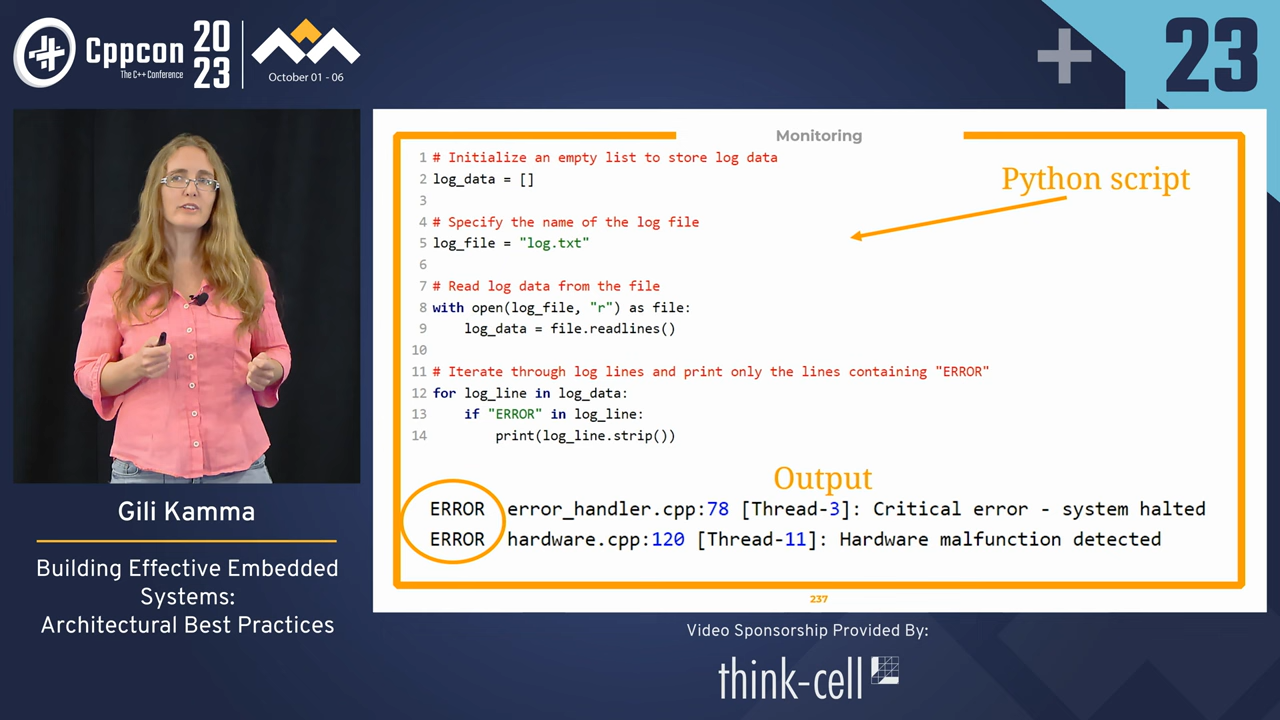 Cppcon
The C++ Conference
20
23
October 01 - 06
23
Monitoring
1 # Initialize an empty list to store log data
2 log_data = []
3
4 # Specify the name of the log file
5 log_file = "log.txt"
6
7 # Read log data from the file
8 with open(log_file, "r") as file:
9     log_data = file.readlines()
10
11 # Iterate through log lines and print only the lines containing "ERROR"
12 for log_line in log_data:
13     if "ERROR" in log_line:
14         print(log_line.strip())
Python script
Output
ERROR error_handler.cpp:78 [Thread-3]: Critical error - system halted
ERROR hardware.cpp:120 [Thread-11]: Hardware malfunction detected
237
Gili Kamma
Building Effective Embedded
Systems:
Architectural Best Practices
Video Sponsorship Provided By:
think-cell